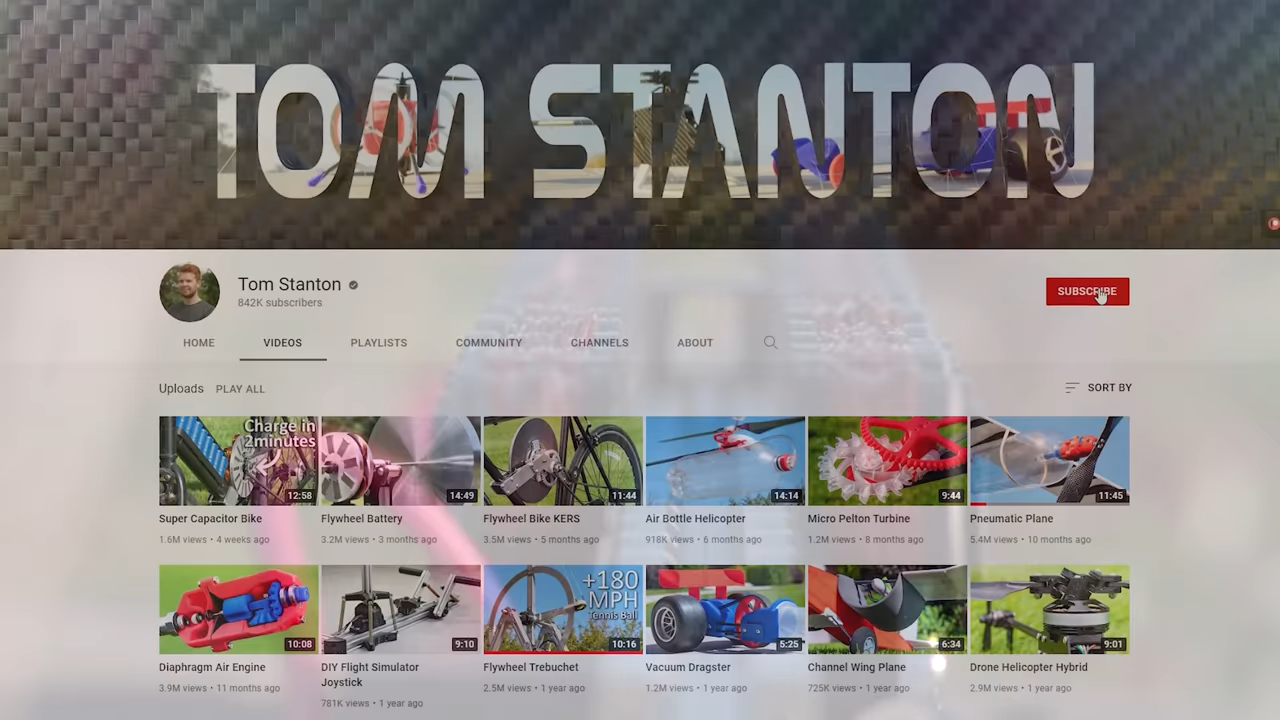 TOM STANTON
Tom Stanton
842K subscribers
SUBSCRIBE
HOME VIDEOS PLAYLISTS COMMUNITY CHANNELS ABOUT
Uploads PLAY ALL SORT BY
Charge in
2minutes
12:58 14:49 11:44 14:14 9:44 11:45
Super Capacitor Bike Flywheel Battery Flywheel Bike KERS Air Bottle Helicopter Micro Pelton Turbine Pneumatic Plane
1.6M views • 4 weeks ago 3.2M views • 3 months ago 3.5M views • 5 months ago 918K views • 6 months ago 1.2M views • 8 months ago 5.4M views • 10 months ago
+180
MPH
Tennis Ball
10:08 9:10 10:16 5:25 6:34 9:01
Diaphragm Air Engine DIY Flight Simulator Flywheel Trebuchet Vacuum Dragster Channel Wing Plane Drone Helicopter Hybrid
Joystick
3.9M views • 11 months ago 781K views • 1 year ago 2.5M views • 1 year ago 1.2M views • 1 year ago 725K views • 1 year ago 2.9M views • 1 year ago